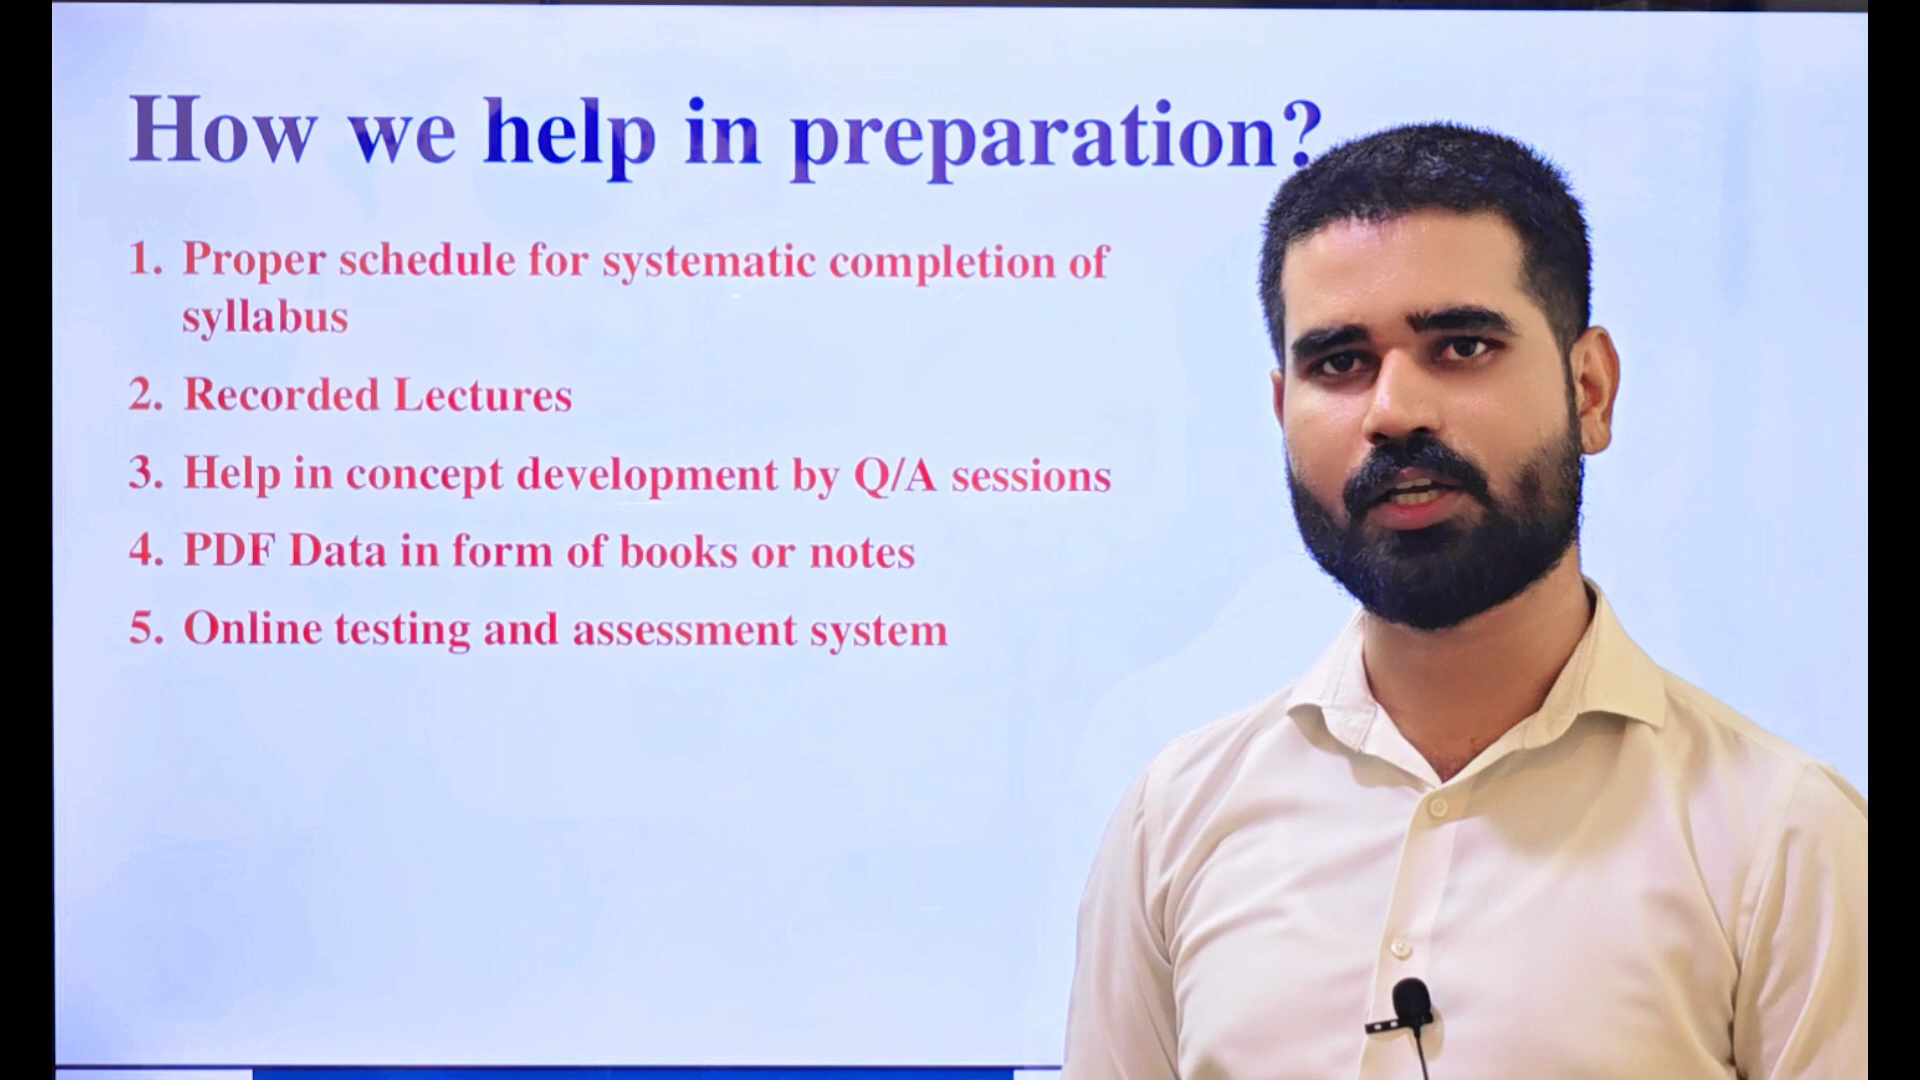 How we help in preparation?
1. Proper schedule for systematic completion of
syllabus
2. Recorded Lectures
3. Help in concept development by Q/A sessions
4. PDF Data in form of books or notes
5. Online testing and assessment system